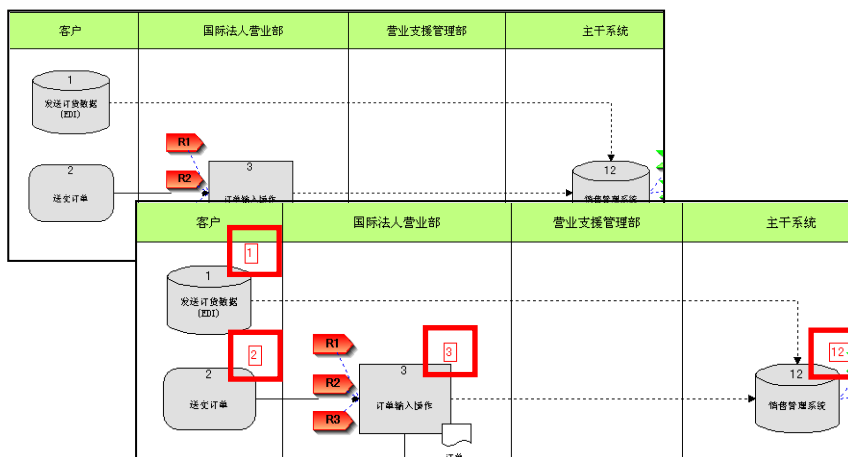 客户 国际法人营业部 营业支援管理部 主干系统
1
发送订货数据
(EDI)
R1
2
送变订单
R2
3
订单输入操作
12
销售管理系统
客户 国际法人营业部 营业支援管理部 主干系统
1
1
发送订货数据
(EDI)
2
2
送变订单
R1
R2
R3
3
3
订单输入操作
订单
12
12
销售管理系统